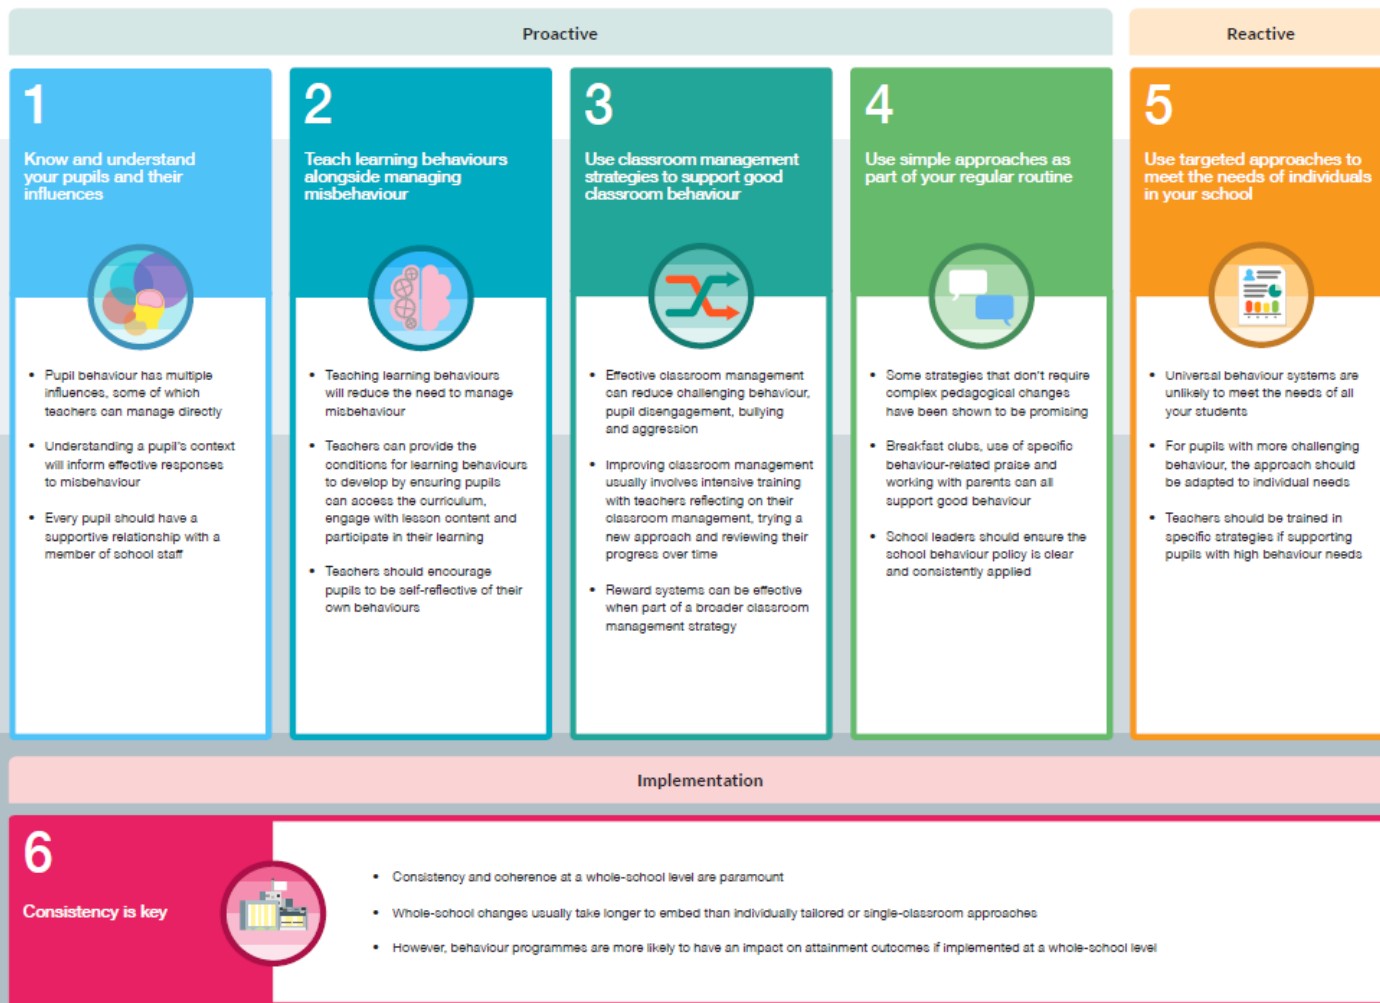 Proactive
Reactive
1
Know and understand
your pupils and their
influences
• Pupil behaviour has multiple
influences, some of which
teachers can manage directly
• Understanding a pupil's context
will inform effective responses
to misbehaviour
• Every pupil should have a
supportive relationship with a
member of school staff
2
Teach learning behaviours
alongside managing
misbehaviour
• Teaching learning behaviours
will reduce the need to manage
misbehaviour
• Teachers can provide the
conditions for learning behaviours
to develop by ensuring pupils
can access the curriculum,
engage with lesson content and
participate in their learning
• Teachers should encourage
pupils to be self-reflective of their
own behaviours
3
Use classroom management
strategies to support good
classroom behaviour
• Effective classroom management
can reduce challenging behaviour,
pupil disengagement, bullying
and aggression
• Improving classroom management
usually involves intensive training
with teachers reflecting on their
classroom management, trying a
new approach and reviewing their
progress over time
• Reward systems can be effective
when part of a broader classroom
management strategy
4
Use simple approaches as
part of your regular routine
• Some strategies that don't require
complex pedagogical changes
have been shown to be promising
• Breakfast clubs, use of specific
behaviour-related praise and
working with parents can all
support good behaviour
• School leaders should ensure the
school behaviour policy is clear
and consistently applied
5
Use targeted approaches to
meet the needs of individuals
in your school
• Universal behaviour systems are
unlikely to meet the needs of all
your students
• For pupils with more challenging
behaviour, the approach should
be adapted to individual needs
• Teachers should be trained in
specific strategies if supporting
pupils with high behaviour needs
Implementation
6
Consistency is key
• Consistency and coherence at a whole-school level are paramount
• Whole-school changes usually take longer to embed than individually tailored or single-classroom approaches
• However, behaviour programmes are more likely to have an impact on attainment outcomes if implemented at a whole-school level